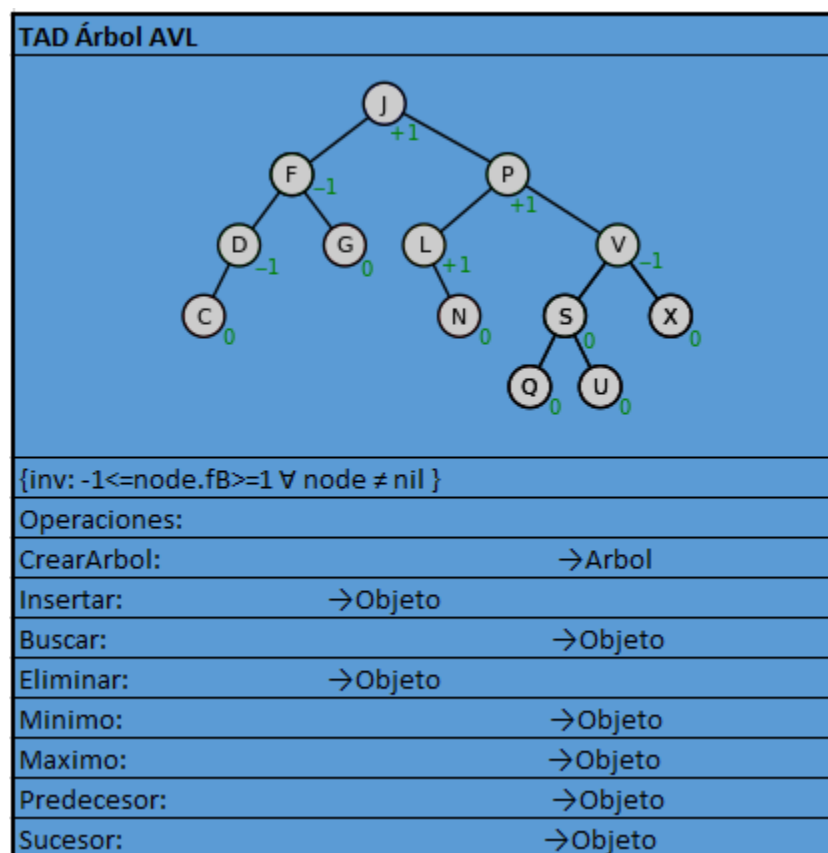 TAD Árbol AVL
J
+1
F
P
−1
+1
D
G
L
V
−1
0
+1
−1
C
N
S
X
0
0
0
0
Q
U
0
0
{inv: -1<=node.fB>=1 ∀ node ≠ nil }
Operaciones:
CrearArbol: →Arbol
Insertar: →Objeto
Buscar: →Objeto
Eliminar: →Objeto
Minimo: →Objeto
Maximo: →Objeto
Predecesor: →Objeto
Sucesor: →Objeto